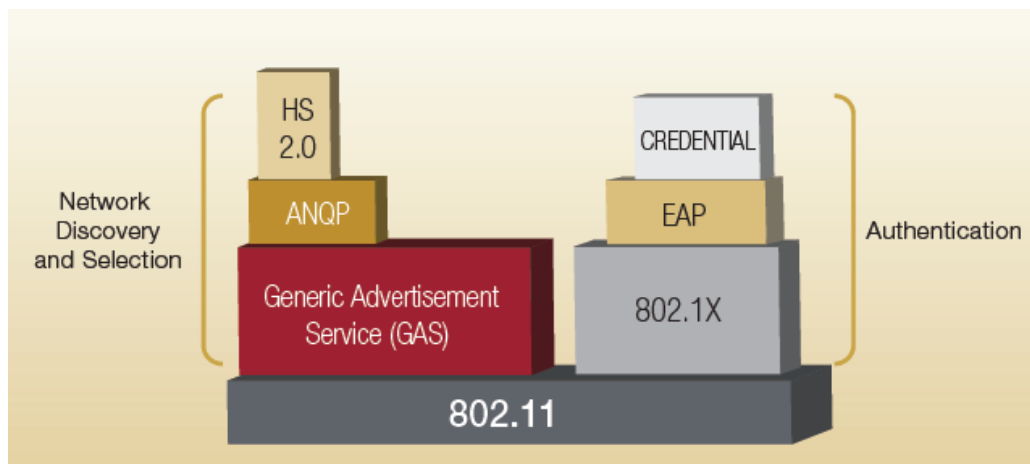 Network
Discovery
and Selection
HS
2.0
ANQP
Generic Advertisement
Service (GAS)
CREDENTIAL
EAP
802.1X
Authentication
802.11